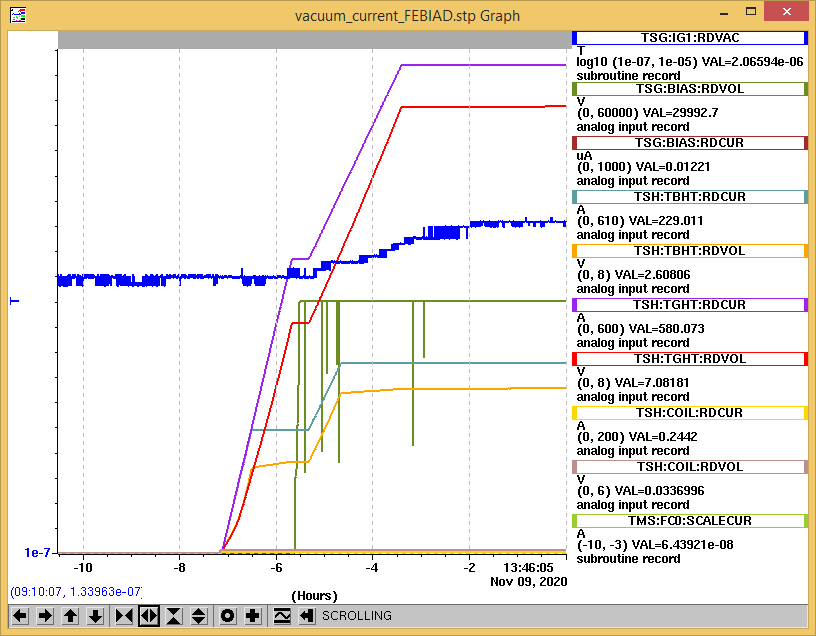 vacuum_current_FEBIAD.stp Graph
TSG:IG1:RDVAC
T
log10 (1e-07, 1e-05) VAL=2.06594e-06
subroutine record
TSG:BIAS:RDVOL
V
(0, 60000) VAL=29992.7
analog input record
TSG:BIAS:RDCUR
uA
(0, 1000) VAL=0.01221
analog input record
TSH:TBHT:RDCUR
A
(0, 610) VAL=229.011
analog input record
TSH:TBHT:RDVOL
V
(0, 8) VAL=2.60806
analog input record
TSH:TGHT:RDCUR
A
(0, 600) VAL=580.073
analog input record
TSH:TGHT:RDVOL
V
(0, 8) VAL=7.08181
analog input record
TSH:COIL:RDCUR
A
(0, 200) VAL=0.2442
analog input record
TSH:COIL:RDVOL
V
(0, 6) VAL=0.0336996
analog input record
TMS:FC0:SCALECUR
A
(-10, -3) VAL=6.43921e-08
subroutine record
T
1e-7
-10 -8 -6 -4 -2 13:46:05
Nov 09, 2020
(Hours)
(09:10:07, 1.33963e-07)
SCROLLING